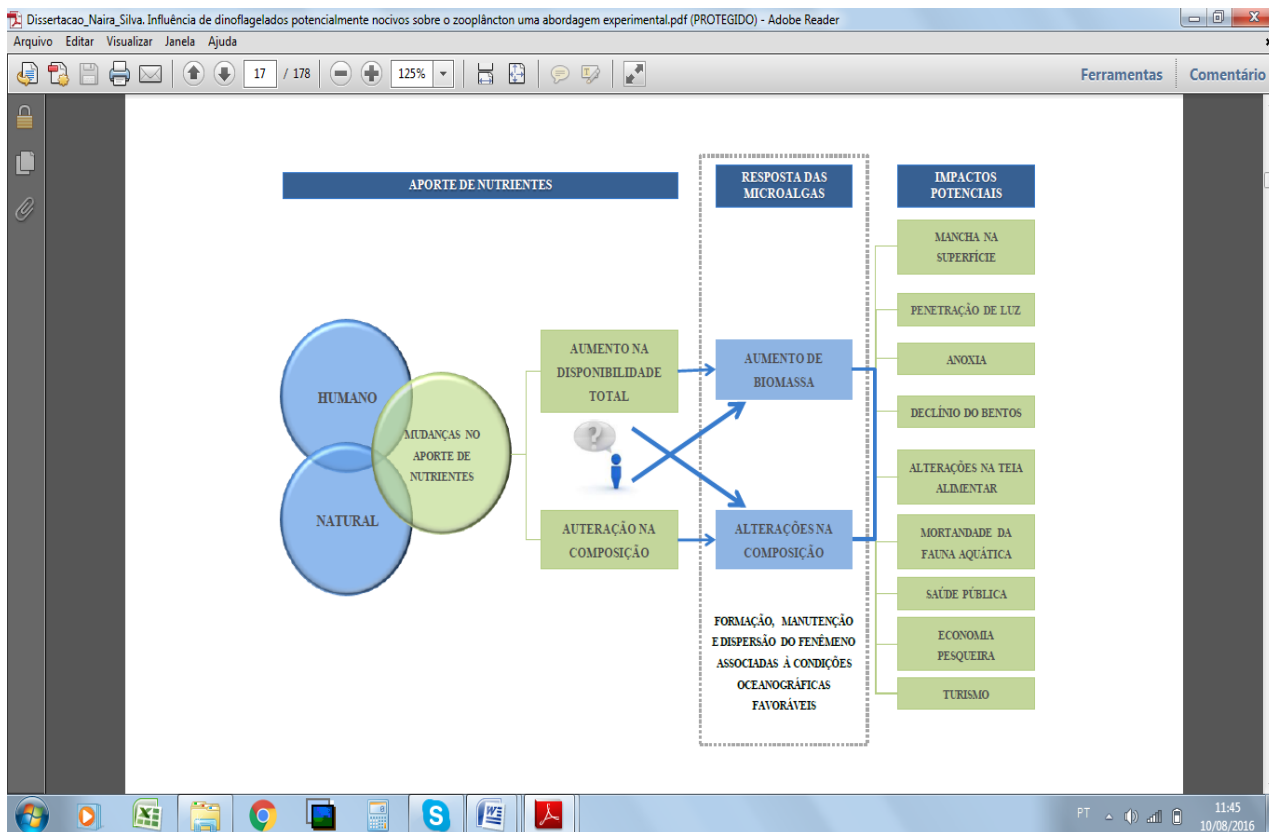 Dissertacao_Naira_Silva. Influência de dinoflagelados potencialmente nocivos sobre o zooplâncton uma abordagem experimental.pdf (PROTEGIDO) - Adobe Reader
Arquivo Editar Visualizar Janela Ajuda
17 / 178 125% Ferramentas Comentário
APORTE DE NUTRIENTES
RESPOSTA DAS
MICROALGAS
IMPACTOS
POTENCIAIS
HUMANO
NATURAL
MUDANÇAS NO
APORTE DE
NUTRIENTES
AUMENTO NA
DISPONIBILIDADE
TOTAL
?
AUTERAÇÃO NA
COMPOSIÇÃO
AUMENTO DE
BIOMASSA
ALTERAÇÕES NA
COMPOSIÇÃO
FORMAÇÃO, MANUTENÇÃO
E DISPERSÃO DO FENÊMENO
ASSOCIADAS À CONDIÇÕES
OCEANOGRÁFICAS
FAVORÁVEIS
MANCHA NA
SUPERFÍCIE
PENETRAÇÃO DE LUZ
ANOXIA
DECLÍNIO DO BENTOS
ALTERAÇÕES NA TEIA
ALIMENTAR
MORTANDADE DA
FAUNA AQUÁTICA
SAÚDE PÚBLICA
ECONOMIA
PESQUEIRA
TURISMO
PT 11:45
10/08/2016